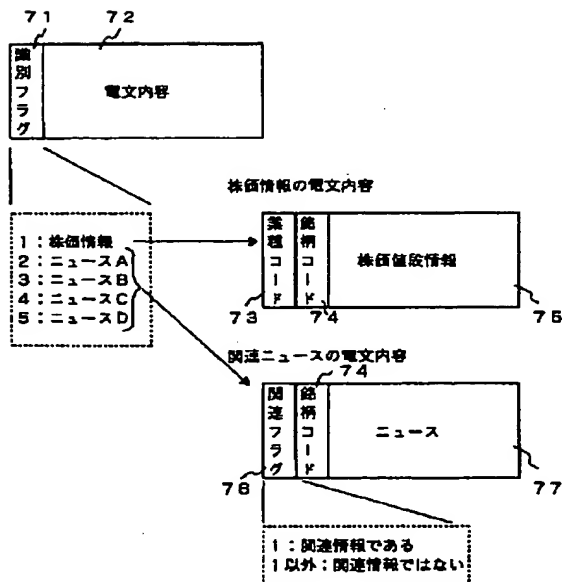 71
72
識別フラグ
電文内容
株価情報の電文内容
1：株価情報
2：ニュースA
3：ニュースB
4：ニュースC
5：ニュースD
業種コード
銘柄コード
株価値段情報
73
74
75
関連ニュースの電文内容
74
関連フラグ
銘柄コード
ニュース
76
77
1：関連情報である
1以外：関連情報ではない